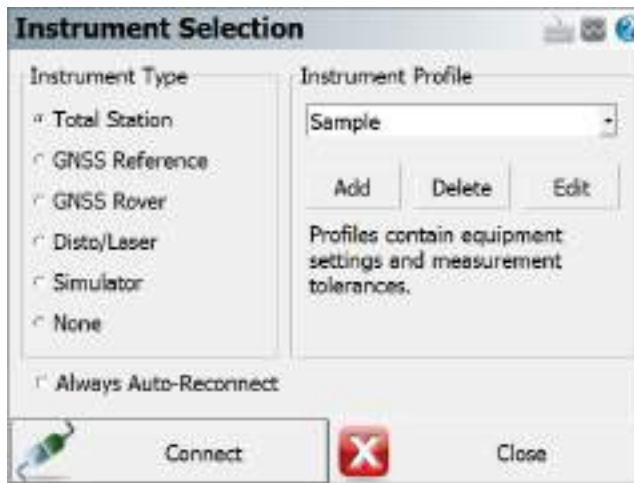 Instrument Selection
Instrument Type
Total Station
GNSS Reference
GNSS Rover
Disto/Laser
Simulator
None
Instrument Profile
Sample
Add Delete Edit
Profiles contain equipment
settings and measurement
tolerances.
Always Auto-Reconnect
Connect
Close